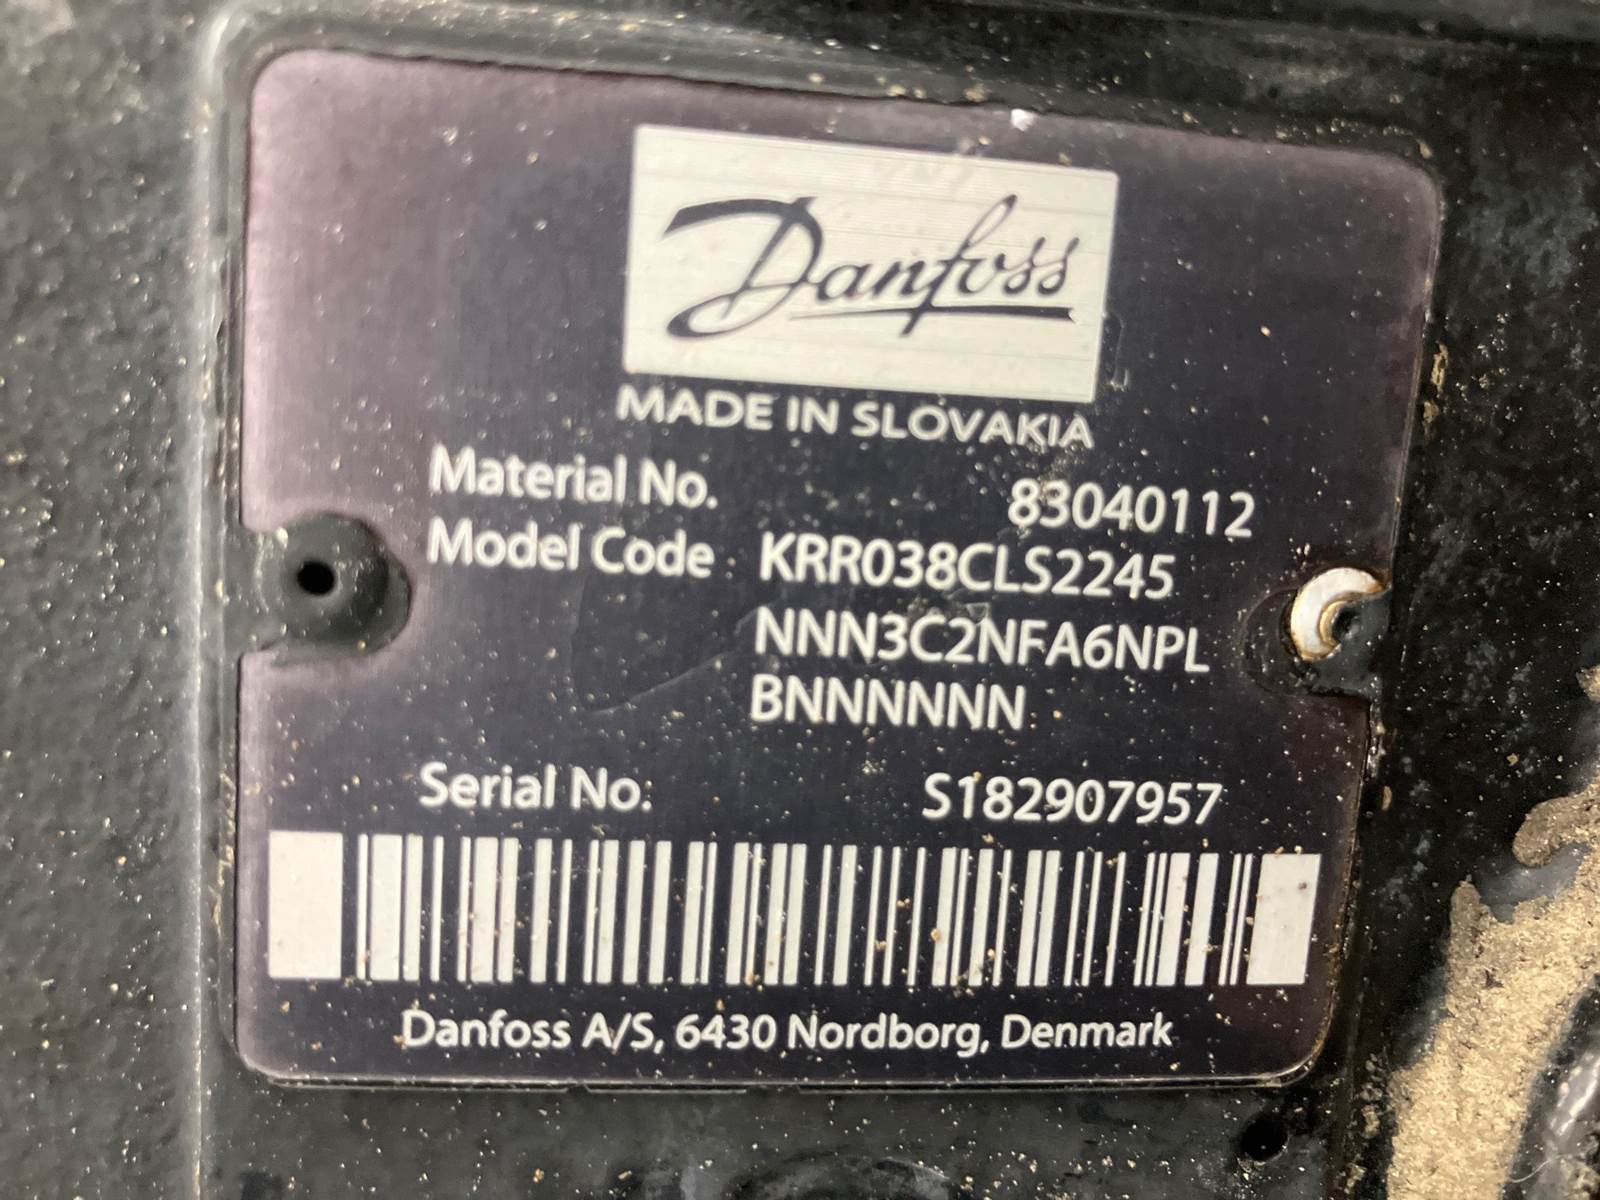 Danfoss
MADE IN SLOVAKIA
Material No. 83040112
Model Code KRR038CLS2245
NNN3C2NFA6NPL
BNNNNNN
Serial No. S182907957
Danfoss A/S, 6430 Nordborg, Denmark